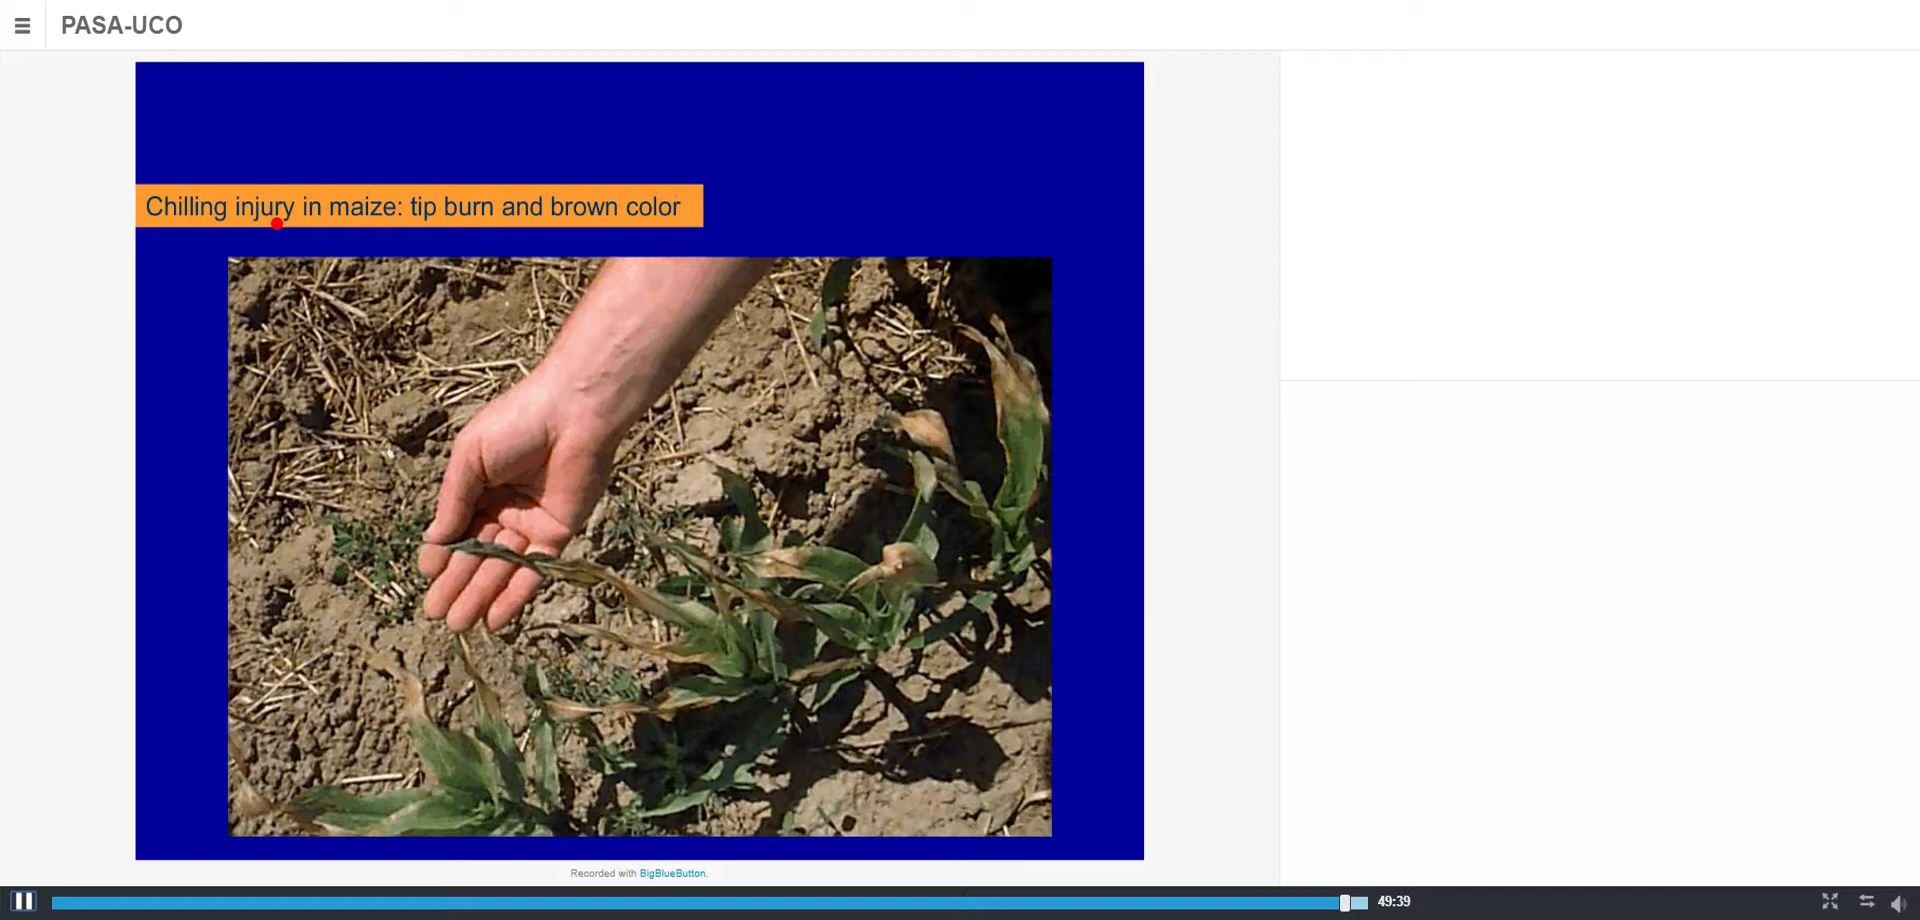 PASA-UCO
Chilling injury in maize: tip burn and brown color
Recorded with BigBlueButton.
49:39